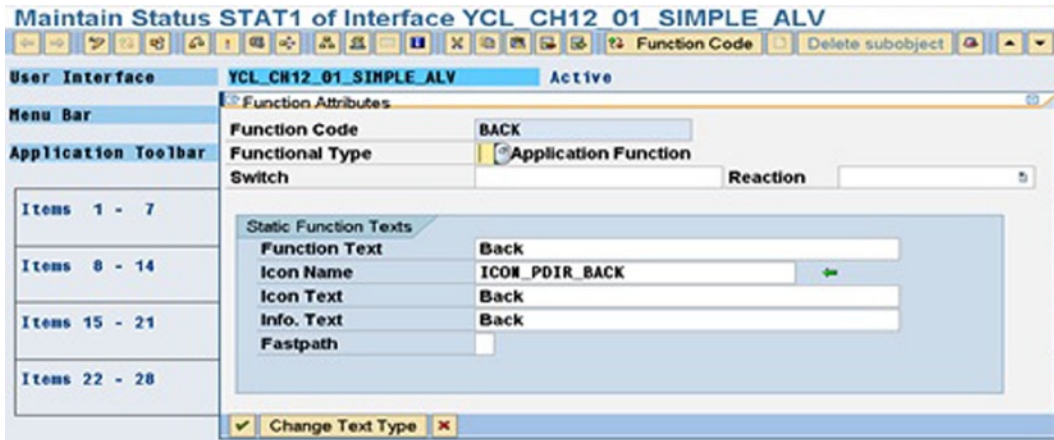 Maintain Status STAT1 of Interface YCL_CH12_01_SIMPLE_ALV
Function Code Delete subobject
User Interface YCL_CH12_01_SIMPLE_ALV Active
Function Attributes
Menu Bar
Function Code BACK
Application Toolbar Functional Type Application Function
Switch Reaction
Items 1 - 7
Static Function Texts
Function Text Back
Items 8 - 14
Icon Name ICON_PDIR_BACK
Icon Text Back
Items 15 - 21
Info. Text Back
Fastpath
Items 22 - 28
Change Text Type